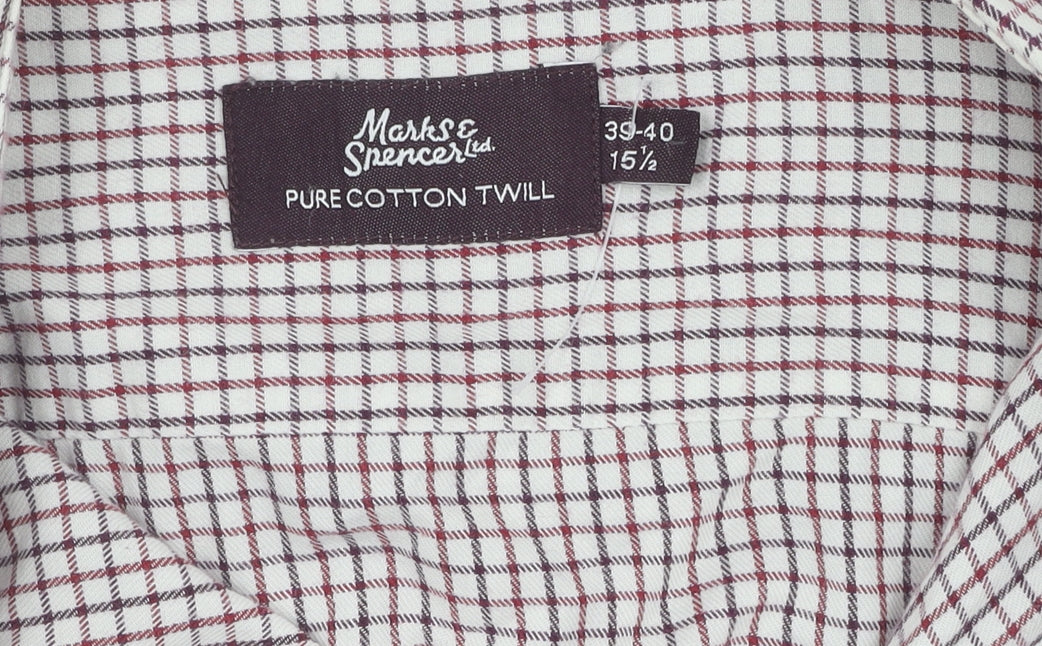 Marks &
Spencer Ltd.
PURE COTTON TWILL
39-40
15½